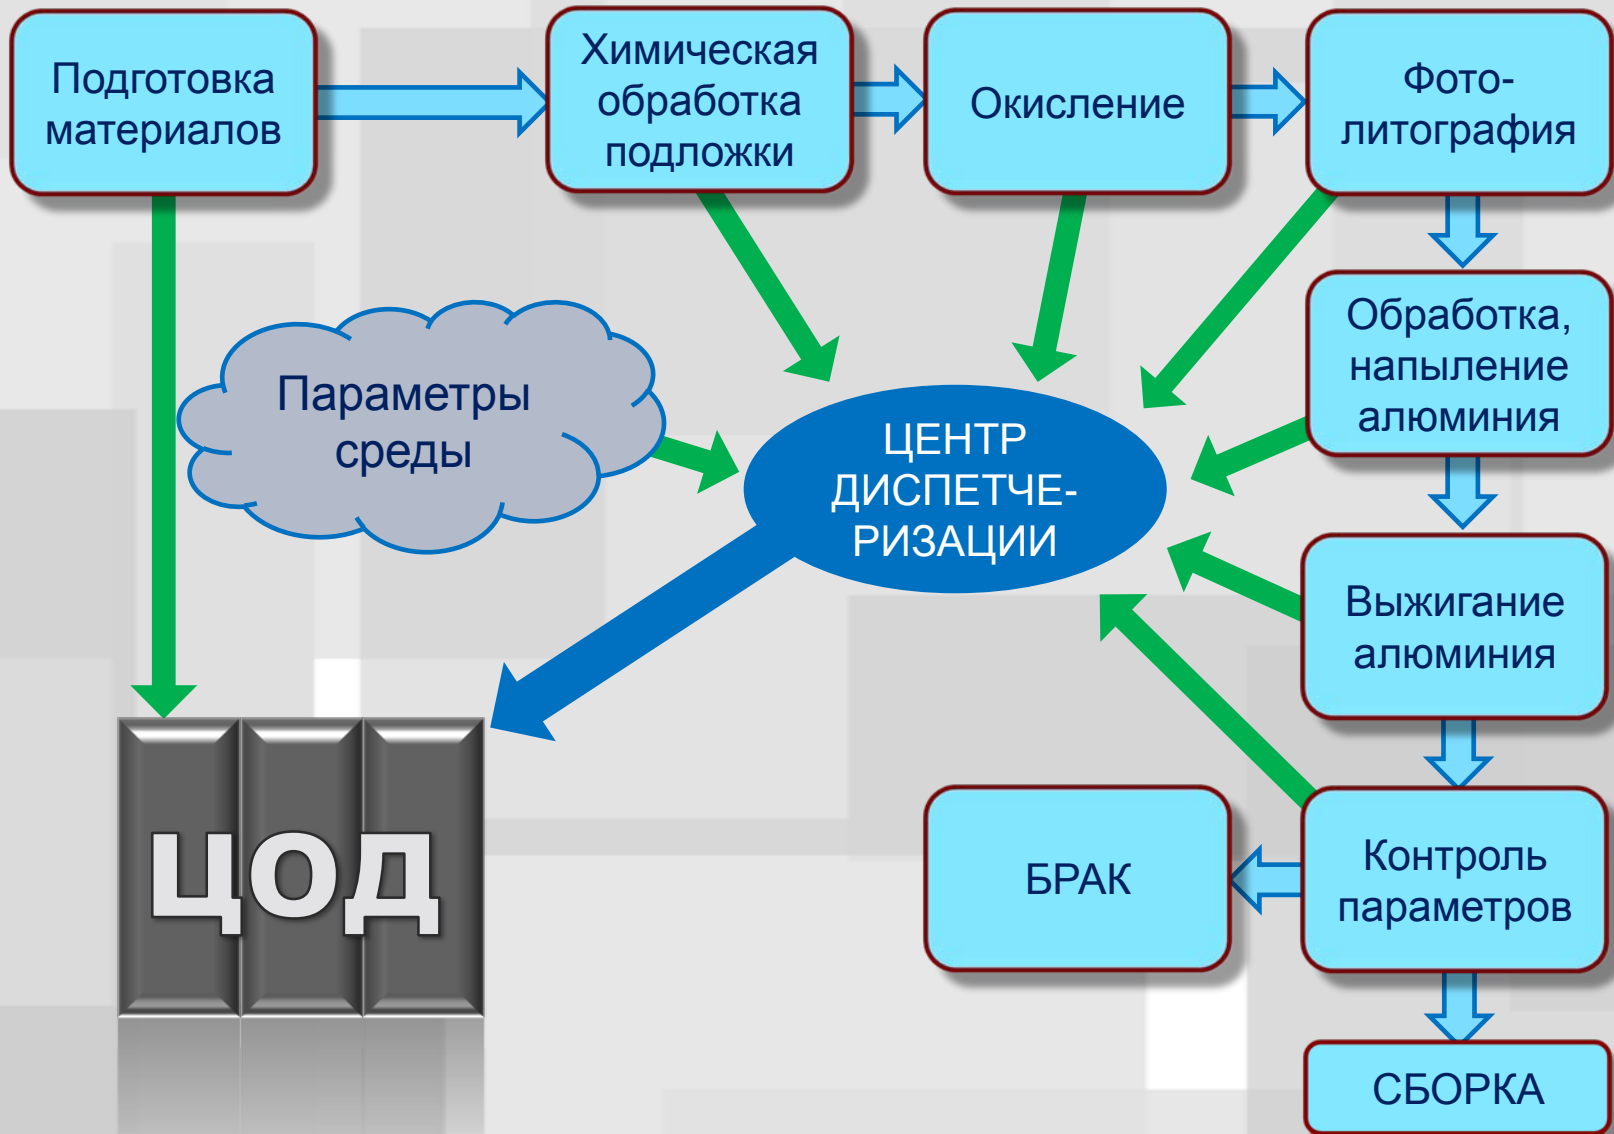 Подготовка
материалов
Химическая
обработка
подложки
Окисление
Фото-
литография
Обработка,
напыление
алюминия
Параметры
среды
ЦЕНТР
ДИСПЕТЧЕ-
РИЗАЦИИ
Выжигание
алюминия
ЦОД
БРАК
Контроль
параметров
СБОРКА